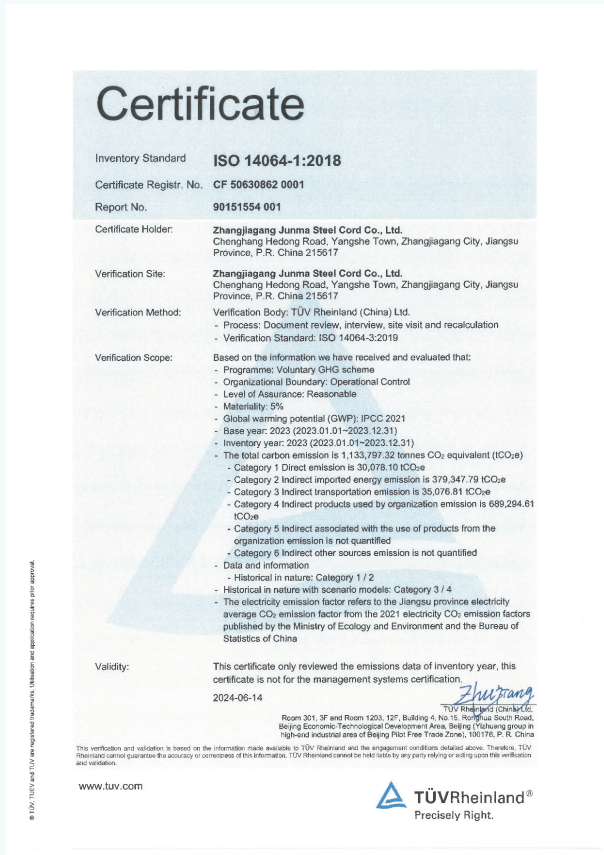 Certificate
Inventory Standard ISO 14064-1:2018
Certificate Registr. No. CF 50630862 0001
Report No. 90151554 001
Certificate Holder: Zhangjiagang Junma Steel Cord Co., Ltd.
Chenghang Hedong Road, Yangshe Town, Zhangjiagang City, Jiangsu
Province, P.R. China 215617
Verification Site: Zhangjiagang Junma Steel Cord Co., Ltd.
Chenghang Hedong Road, Yangshe Town, Zhangjiagang City, Jiangsu
Province, P.R. China 215617
Verification Method: Verification Body: TÜV Rheinland (China) Ltd.
- Process: Document review, interview, site visit and recalculation
- Verification Standard: ISO 14064-3:2019
Verification Scope: Based on the information we have received and evaluated that:
- Programme: Voluntary GHG scheme
- Organizational Boundary: Operational Control
- Level of Assurance: Reasonable
- Materiality: 5%
- Global warming potential (GWP): IPCC 2021
- Base year: 2023 (2023.01.01~2023.12.31)
- Inventory year: 2023 (2023.01.01~2023.12.31)
- The total carbon emission is 1,133,797.32 tonnes CO₂ equivalent (tCO₂e)
- Category 1 Direct emission is 30,078.10 tCO₂e
- Category 2 Indirect imported energy emission is 379,347.79 tCO₂e
- Category 3 Indirect transportation emission is 35,076.81 tCO₂e
- Category 4 Indirect products used by organization emission is 689,294.61
tCO₂e
- Category 5 Indirect associated with the use of products from the
organization emission is not quantified
- Category 6 Indirect other sources emission is not quantified
- Data and information
- Historical in nature: Category 1 / 2
- Historical in nature with scenario models: Category 3 / 4
- The electricity emission factor refers to the Jiangsu province electricity
average CO₂ emission factor from the 2021 electricity CO₂ emission factors
published by the Ministry of Ecology and Environment and the Bureau of
Statistics of China
Validity: This certificate only reviewed the emissions data of inventory year, this
certificate is not for the management systems certification.
2024-06-14
TÜV Rheinland (China) Ltd.
Room 301, 3F and Room 1203, 12F, Building 4, No.15, Ronghua South Road,
Beijing Economic-Technological Development Area, Beijing (Yizhuang group in
high-end industrial area of Beijing Pilot Free Trade Zone), 100176, P. R. China
This verification and validation is based on the information made available to TÜV Rheinland and the engagement conditions detailed above. Therefore, TÜV
Rheinland cannot guarantee the accuracy or correctness of this information. TÜV Rheinland cannot be held liable by any party relying or acting upon this verification
and validation.
www.tuv.com
TÜVRheinland®
Precisely Right.
® TÜV, TUEV and TUV are registered trademarks. Utilisation and application requires prior approval.